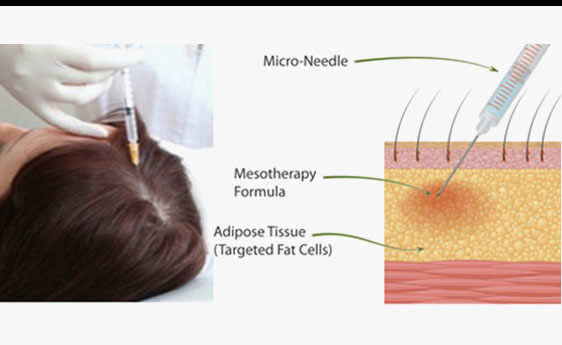 Micro-Needle
Mesotherapy
Formula
Adipose Tissue
(Targeted Fat Cells)